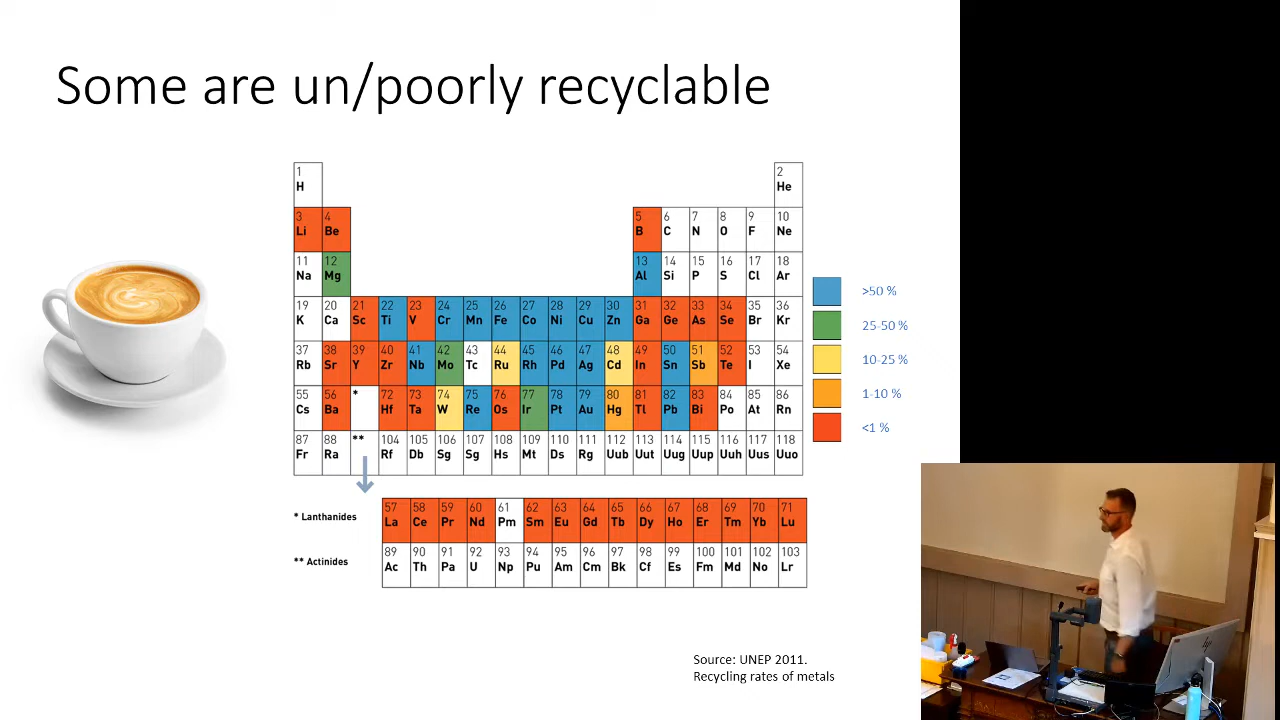 Some are un/poorly recyclable
1 2
H He
3 4 5 6 7 8 9 10
Li Be B C N O F Ne
11 12 13 14 15 16 17 18
Na Mg Al Si P S Cl Ar
19 20 21 22 23 24 25 26 27 28 29 30 31 32 33 34 35 36
K Ca Sc Ti V Cr Mn Fe Co Ni Cu Zn Ga Ge As Se Br Kr
37 38 39 40 41 42 43 44 45 46 47 48 49 50 51 52 53 54
Rb Sr Y Zr Nb Mo Tc Ru Rh Pd Ag Cd In Sn Sb Te I Xe
55 56 * 72 73 74 75 76 77 78 79 80 81 82 83 84 85 86
Cs Ba Hf Ta W Re Os Ir Pt Au Hg Tl Pb Bi Po At Rn
87 88 ** 104 105 106 107 108 109 110 111 112 113 114 115 116 117 118
Fr Ra Rf Db Sg Sg Hs Mt Ds Rg Uub Uut Uug Uup Uuh Uus Uuo
>50 %
25-50 %
10-25 %
1-10 %
<1 %
* Lanthanides
57 58 59 60 61 62 63 64 65 66 67 68 69 70 71
La Ce Pr Nd Pm Sm Eu Gd Tb Dy Ho Er Tm Yb Lu
** Actinides
89 90 91 92 93 94 95 96 97 98 99 100 101 102 103
Ac Th Pa U Np Pu Am Cm Bk Cf Es Fm Md No Lr
Source: UNEP 2011.
Recycling rates of metals
hp